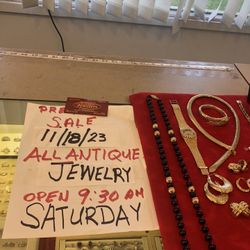 PRE
SALE
11/18/23
ALL ANTIQUE
JEWELRY
OPEN 9:30 AM
SATURDAY